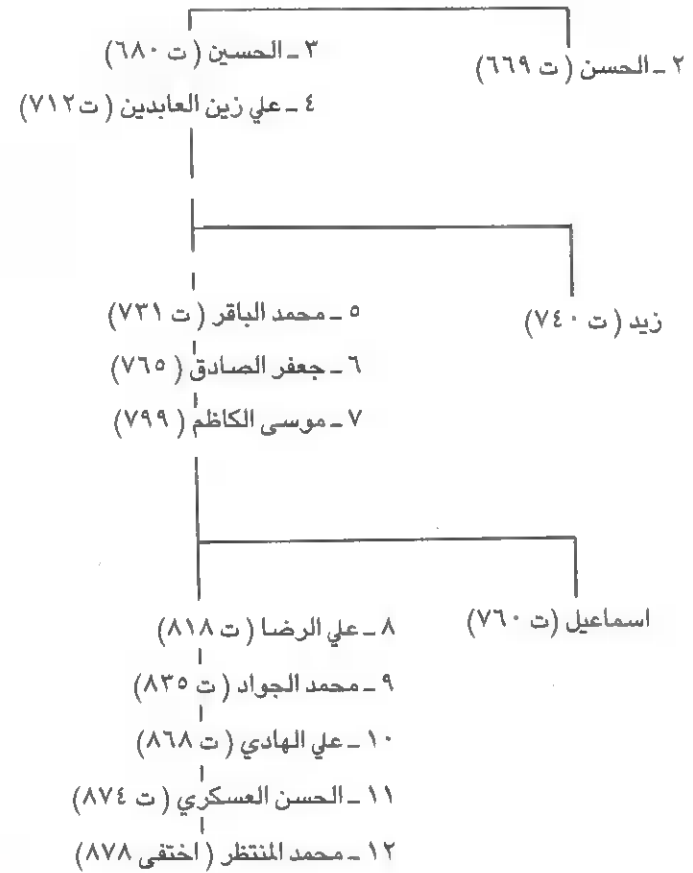 ٢ ـ الحسن ( ت ٦٦٩)
٣ ـ الحسين ( ت ٦٨٠)
٤ ـ علي زين العابدين ( ت ٧١٢)
زيد ( ت ٧٤٠)
٥ ـ محمد الباقر ( ت ٧٣١)
٦ ـ جعفر الصادق ( ٧٦٥)
٧ ـ موسى الكاظم ( ٧٩٩)
اسماعيل (ت ٧٦٠)
٨ ـ علي الرضا ( ت ٨١٨)
٩ ـ محمد الجواد ( ت ٨٣٥)
١٠ ـ علي الهادي ( ت ٨٦٨)
١١ ـ الحسن العسكري ( ت ٨٧٤)
١٢ ـ محمد المنتظر ( اختفى ٨٧٨)